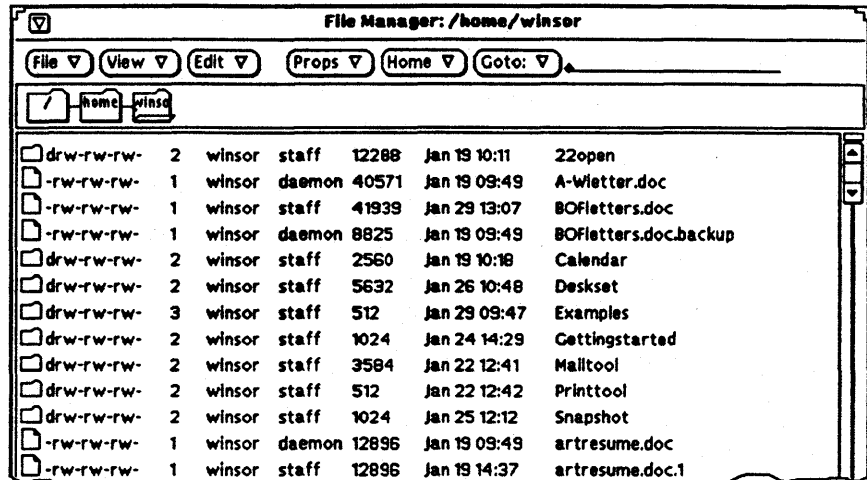 File Manager: /home/winsor
File View Edit Props Home Goto:
/ home winso
drw-rw-rw- 2 winsor staff 12288 Jan 19 10:11 22open
-rw-rw-rw- 1 winsor daemon 40571 Jan 19 09:49 A-Wletter.doc
-rw-rw-rw- 1 winsor staff 41939 Jan 29 13:07 BOFletters.doc
-rw-rw-rw- 1 winsor daemon 8825 Jan 19 09:49 BOFletters.doc.backup
drw-rw-rw- 2 winsor staff 2560 Jan 19 10:18 Calendar
drw-rw-rw- 2 winsor staff 5632 Jan 26 10:48 Deskset
drw-rw-rw- 3 winsor staff 512 Jan 29 09:47 Examples
drw-rw-rw- 2 winsor staff 1024 Jan 24 14:29 Gettingstarted
drw-rw-rw- 2 winsor staff 3584 Jan 22 12:41 Mailtool
drw-rw-rw- 2 winsor staff 512 Jan 22 12:42 Printtool
drw-rw-rw- 2 winsor staff 1024 Jan 25 12:12 Snapshot
-rw-rw-rw- 1 winsor daemon 12896 Jan 19 09:49 artresume.doc
-rw-rw-rw- 1 winsor staff 12896 Jan 19 14:37 artresume.doc.1